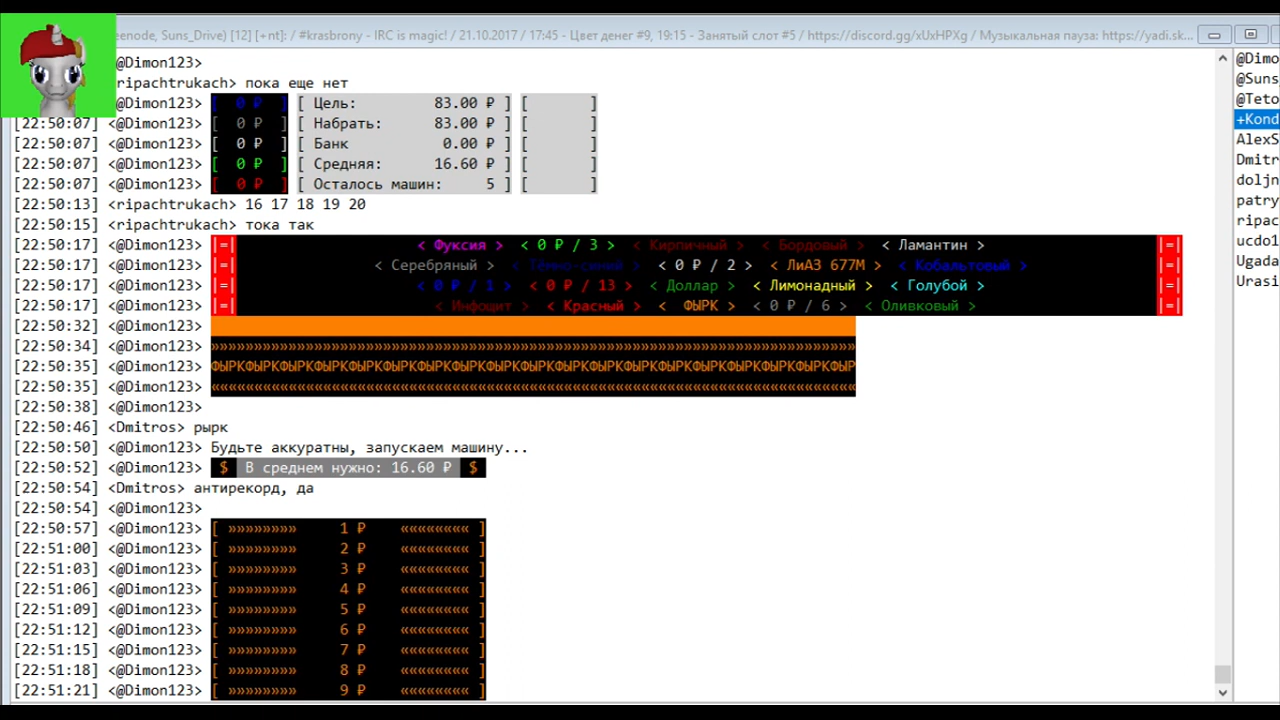 eenode, Suns_Drive) [12] [+nt]: / #krasbrony - IRC is magic! / 21.10.2017 / 17:45 - Цвет денег #9, 19:15 - Занятый слот #5 / https://discord.gg/xUxHPXg / Музыкальная пауза: https://yadi.sk...
@Dimon123>
ripachtrukach> пока еще нет
@Dimon123> [ 0 ₽ ] [ Цель: 83.00 ₽ ] [ ]
[22:50:07] <@Dimon123> [ 0 ₽ ] [ Набрать: 83.00 ₽ ] [ ]
[22:50:07] <@Dimon123> [ 0 ₽ ] [ Банк 0.00 ₽ ] [ ]
[22:50:07] <@Dimon123> [ 0 ₽ ] [ Средняя: 16.60 ₽ ] [ ]
[22:50:07] <@Dimon123> [ 0 ₽ ] [ Осталось машин: 5 ] [ ]
[22:50:13] <ripachtrukach> 16 17 18 19 20
[22:50:15] <ripachtrukach> тока так
[22:50:17] <@Dimon123> |=| < Фуксия > < 0 ₽ / 3 > < Кирпичный > < Бордовый > < Ламантин > |=|
[22:50:17] <@Dimon123> |=| < Серебряный > < Тёмно-синий > < 0 ₽ / 2 > < ЛиАЗ 677М > < Кобальтовый > |=|
[22:50:17] <@Dimon123> |=| < 0 ₽ / 1 > < 0 ₽ / 13 > < Доллар > < Лимонадный > < Голубой > |=|
[22:50:17] <@Dimon123> |=| < Инфоцит > < Красный > < ФЫРК > < 0 ₽ / 6 > < Оливковый > |=|
[22:50:32] <@Dimon123>
[22:50:34] <@Dimon123> »»»»»»»»»»»»»»»»»»»»»»»»»»»»»»»»»»»»»»»»»»»»»»»»»»»»»»»»»»»»»»»»»»»»»»»»»»»
[22:50:35] <@Dimon123> ФЫРКФЫРКФЫРКФЫРКФЫРКФЫРКФЫРКФЫРКФЫРКФЫРКФЫРКФЫРКФЫРКФЫРКФЫРКФЫРКФЫРКФЫРКФЫР
[22:50:35] <@Dimon123> «««««««««««««««««««««««««««««««««««««««««««««««««««««««««««««««««««««««««««
[22:50:38] <@Dimon123>
[22:50:46] <Dmitros> рырк
[22:50:50] <@Dimon123> Будьте аккуратны, запускаем машину...
[22:50:52] <@Dimon123> $ В среднем нужно: 16.60 ₽ $
[22:50:54] <Dmitros> антирекорд, да
[22:50:54] <@Dimon123>
[22:50:57] <@Dimon123> [ »»»»»»»» 1 ₽ «««««««« ]
[22:51:00] <@Dimon123> [ »»»»»»»» 2 ₽ «««««««« ]
[22:51:03] <@Dimon123> [ »»»»»»»» 3 ₽ «««««««« ]
[22:51:06] <@Dimon123> [ »»»»»»»» 4 ₽ «««««««« ]
[22:51:09] <@Dimon123> [ »»»»»»»» 5 ₽ «««««««« ]
[22:51:12] <@Dimon123> [ »»»»»»»» 6 ₽ «««««««« ]
[22:51:15] <@Dimon123> [ »»»»»»»» 7 ₽ «««««««« ]
[22:51:18] <@Dimon123> [ »»»»»»»» 8 ₽ «««««««« ]
[22:51:21] <@Dimon123> [ »»»»»»»» 9 ₽ «««««««« ]
@Dimo
@Suns
@Teto
+Kond
AlexS
Dmitr
doljn
patry
ripac
ucdo1
Ugada
Urasi